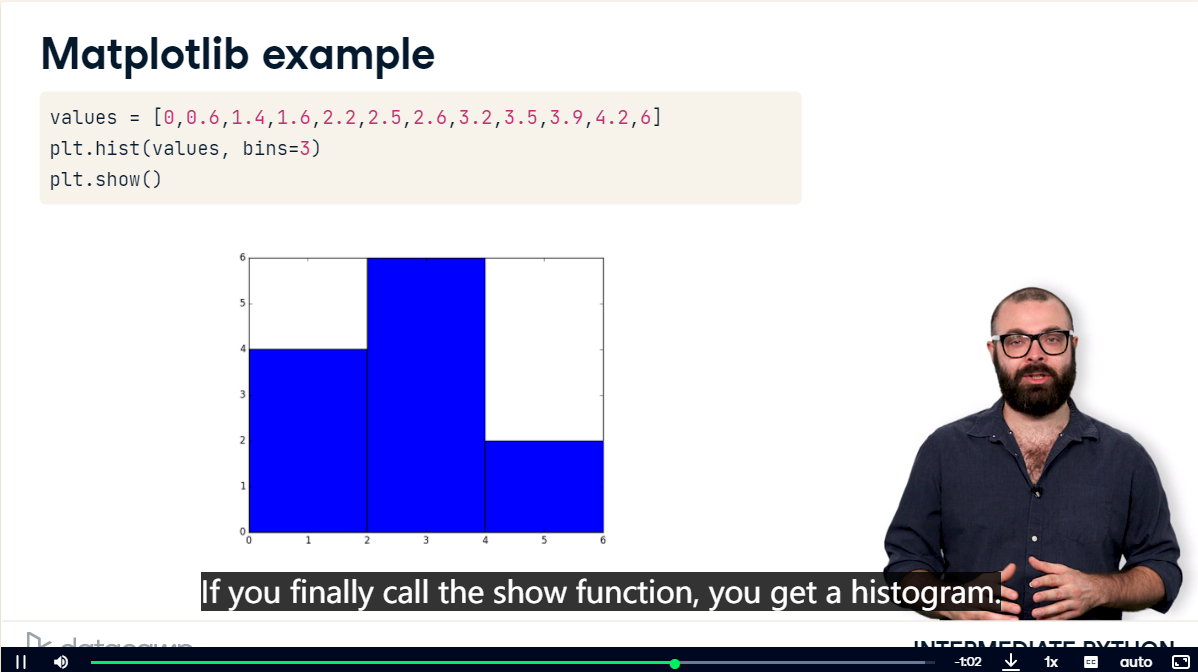 Matplotlib example
values = [0,0.6,1.4,1.6,2.2,2.5,2.6,3.2,3.5,3.9,4.2,6]
plt.hist(values, bins=3)
plt.show()
6
5
4
3
2
1
0
0 1 2 3 4 5 6
If you finally call the show function, you get a histogram.
datacamp
INTERMEDIATE PYTHON
-1:02 1x CC auto